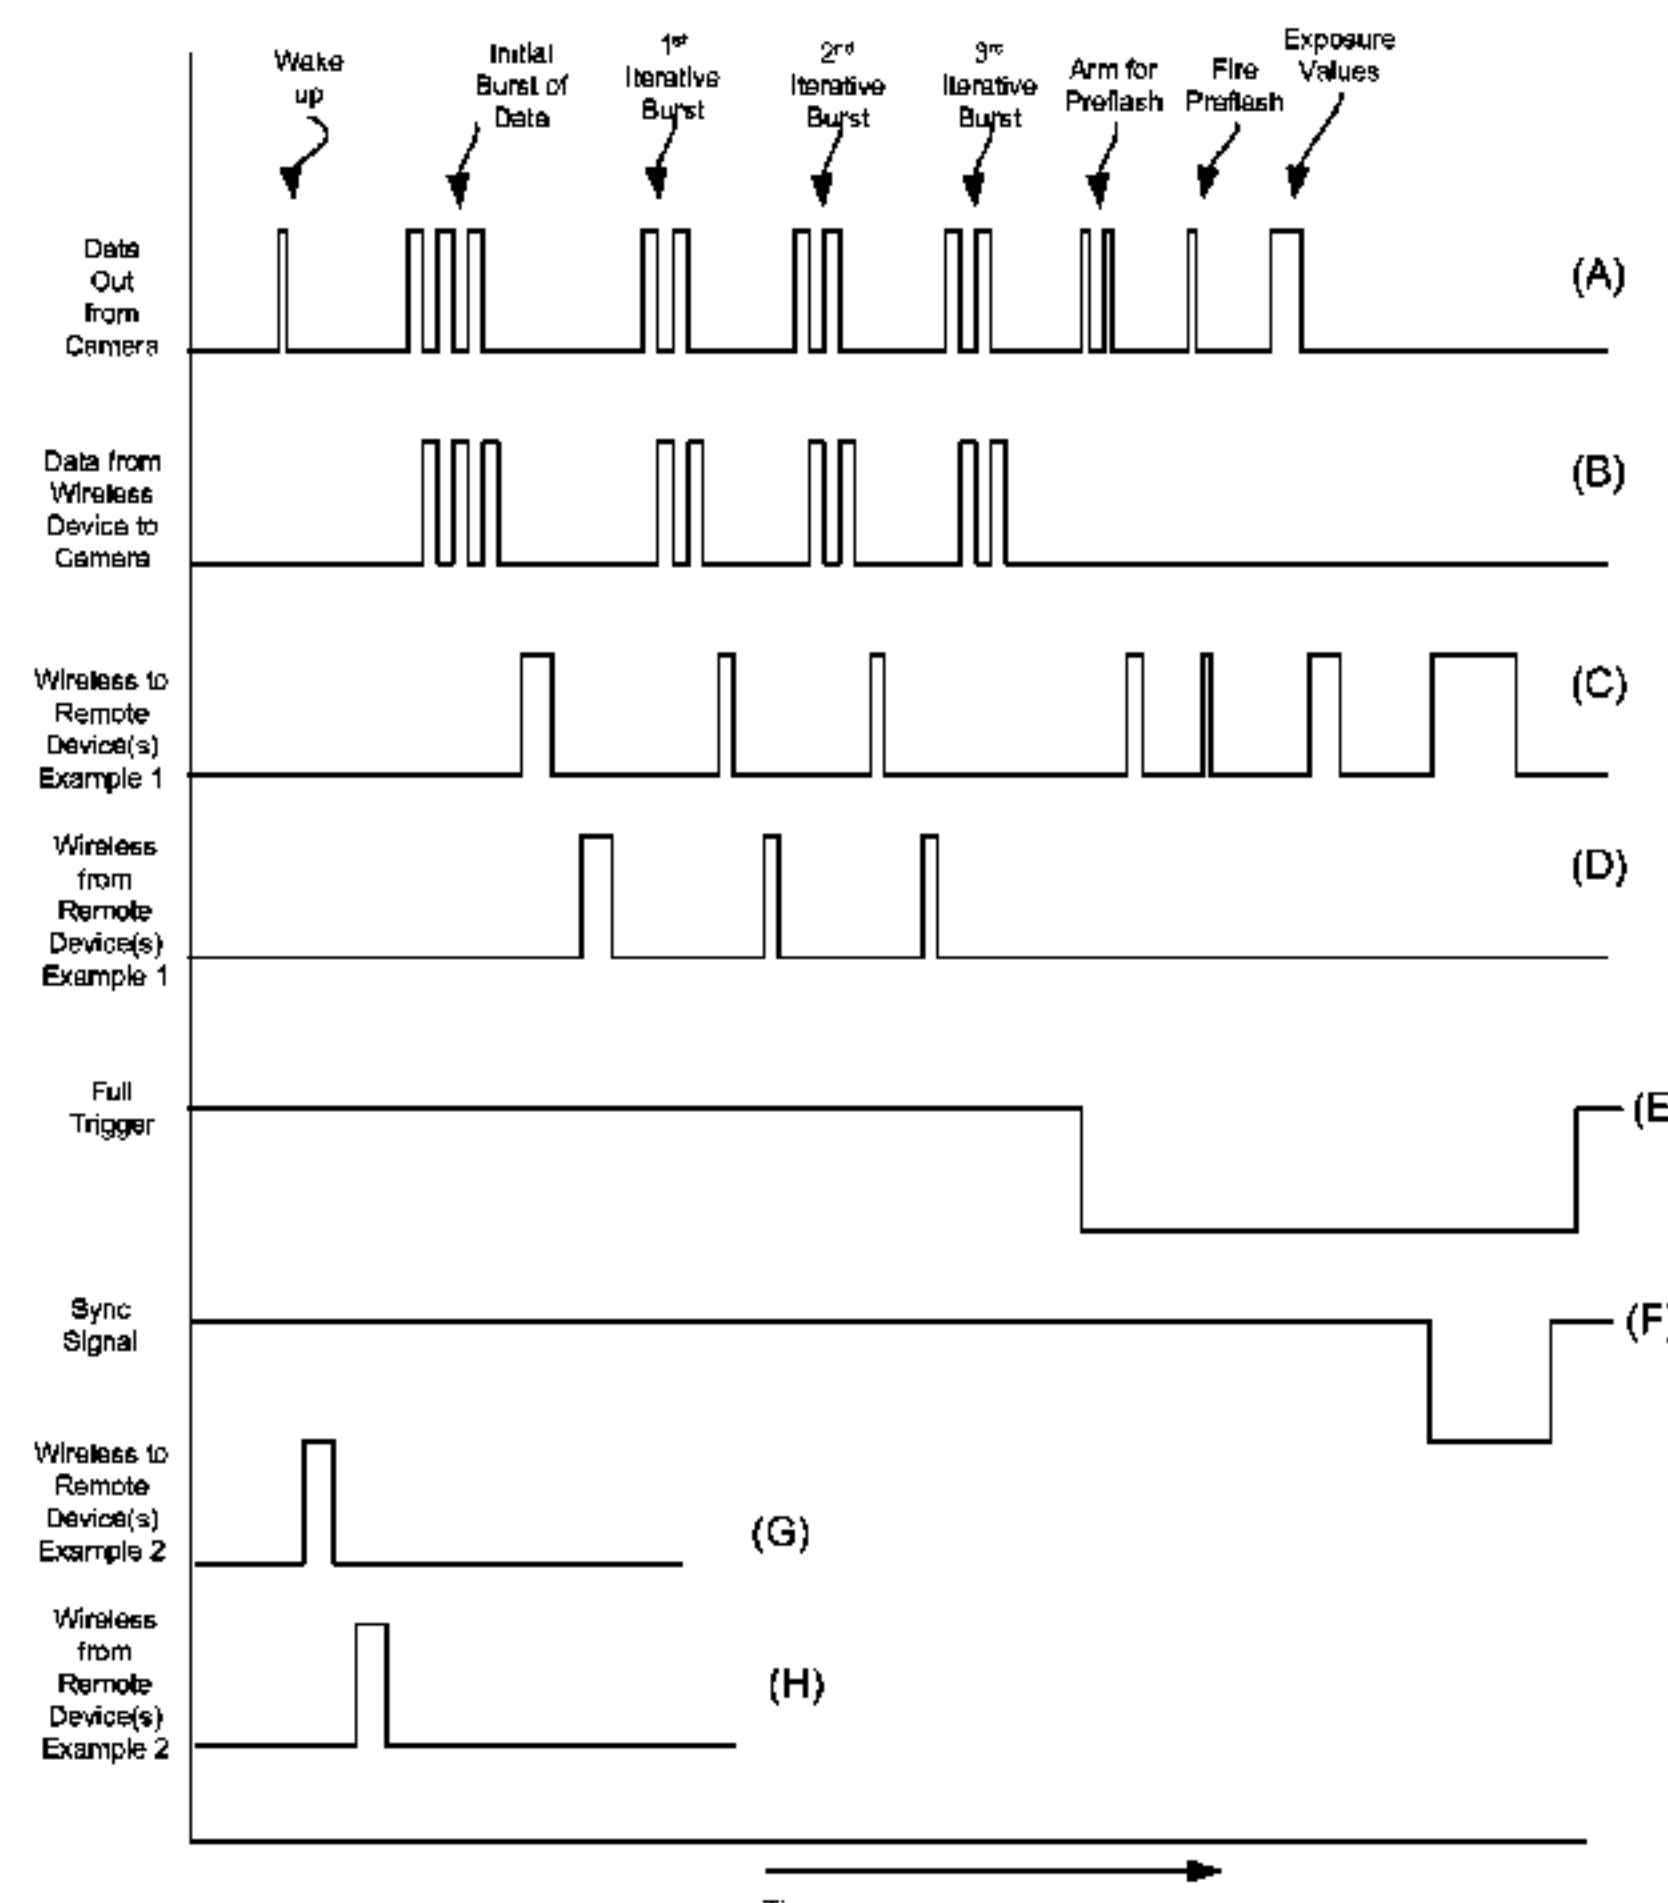 Wake
up
Initial
Burst of
Data
1st
Iterative
Burst
2nd
Iterative
Burst
3rd
Iterative
Burst
Arm for
Preflash
Fire
Preflash
Exposure
Values
Data
Out
from
Camera
(A)
Data from
Wireless
Device to
Camera
(B)
Wireless to
Remote
Device(s)
Example 1
(C)
Wireless
from
Remote
Device(s)
Example 1
(D)
Full
Trigger
(E
Sync
Signal
(F)
Wireless to
Remote
Device(s)
Example 2
(G)
Wireless
from
Remote
Device(s)
Example 2
(H)